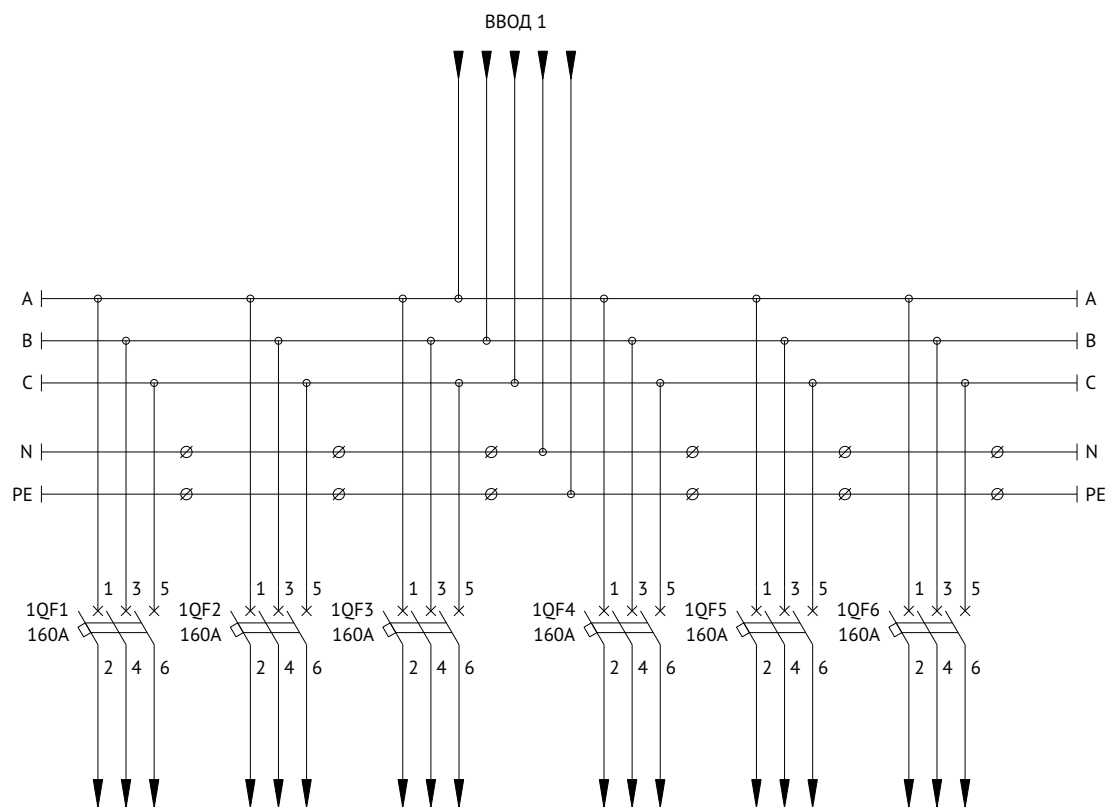 ВВОД 1
A A
B B
C C
N N
PE PE
1 3 5 1 3 5 1 3 5 1 3 5 1 3 5 1 3 5
1QF1 1QF2 1QF3 1QF4 1QF5 1QF6
160A 160A 160A 160A 160A 160A
2 4 6 2 4 6 2 4 6 2 4 6 2 4 6 2 4 6